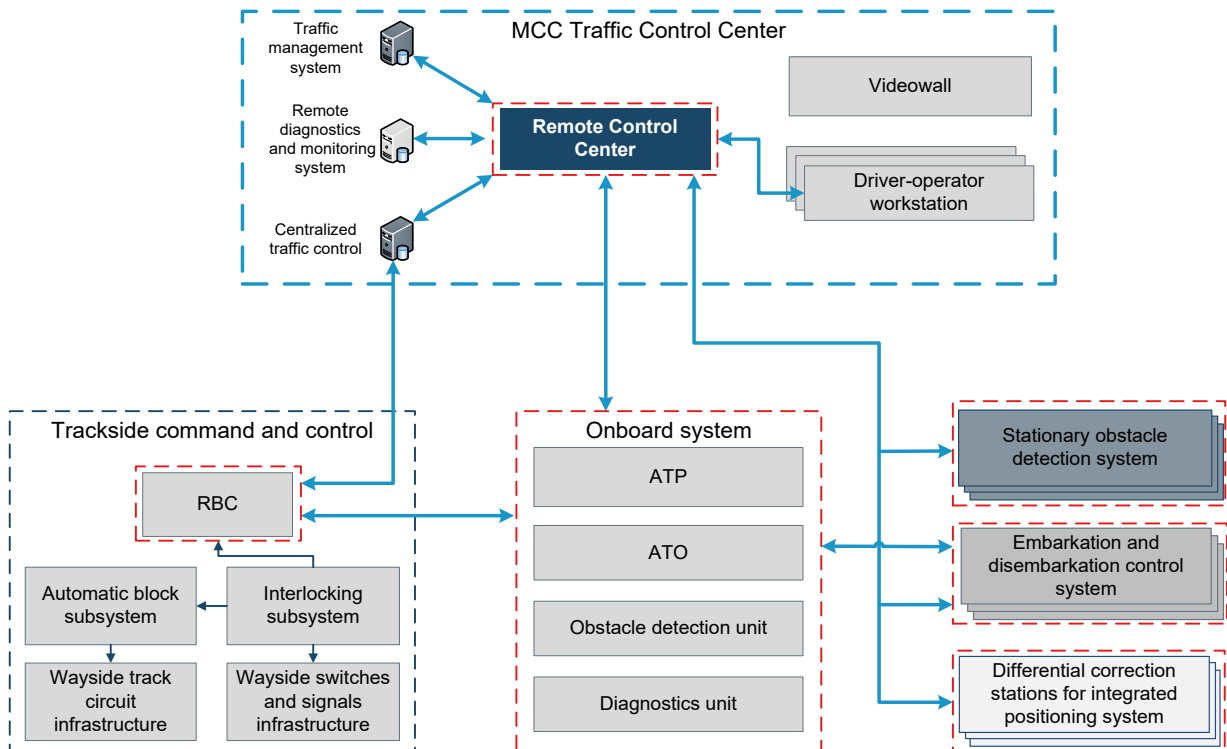 MCC Traffic Control Center
Traffic
management
system
Remote
diagnostics
and monitoring
system
Centralized
traffic control
Remote Control
Center
Videowall
Driver-operator
workstation
Trackside command and control
RBC
Automatic block
subsystem
Interlocking
subsystem
Wayside track
circuit
infrastructure
Wayside switches
and signals
infrastructure
Onboard system
ATP
ATO
Obstacle detection unit
Diagnostics unit
Stationary obstacle
detection system
Embarkation and
disembarkation control
system
Differential correction
stations for integrated
positioning system